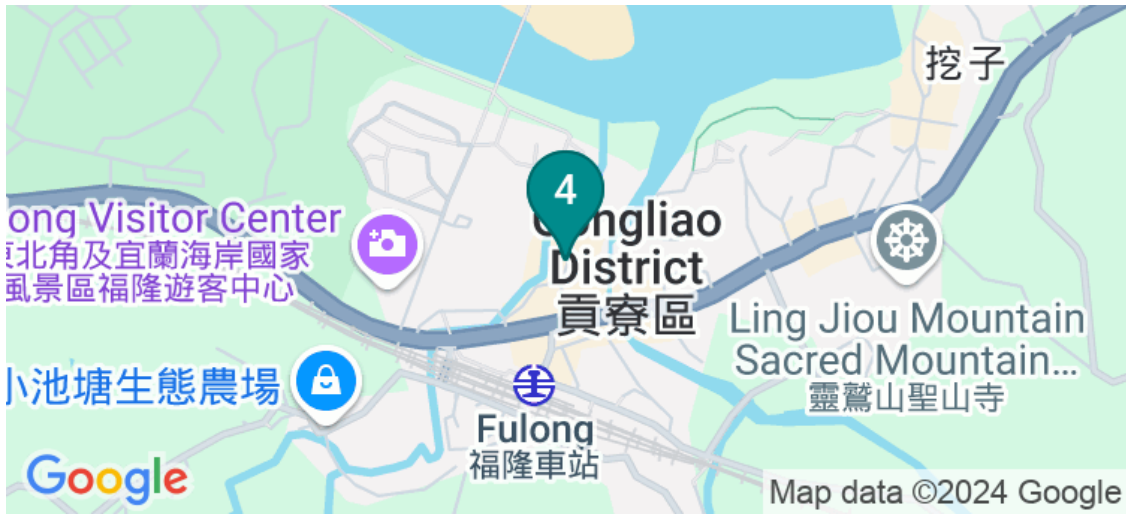 挖子
4
ong Visitor Center
東北角及宜蘭海岸國家
風景區福隆遊客中心
Gongliao
District
貢寮區
Ling Jiou Mountain
Sacred Mountain...
靈鷲山聖山寺
小池塘生態農場
Fulong
福隆車站
Google
Map data ©2024 Google